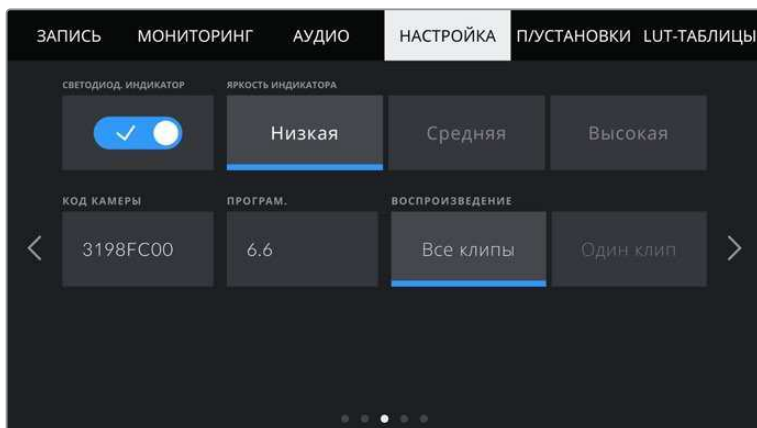 ЗАПИСЬ МОНИТОРИНГ АУДИО НАСТРОЙКА П/УСТАНОВКИ LUT-ТАБЛИЦЫ
СВЕТОДИОД. ИНДИКАТОР ЯРКОСТЬ ИНДИКАТОРА
Низкая Средняя Высокая
КОД КАМЕРЫ ПРОГРАМ. ВОСПРОИЗВЕДЕНИЕ
3198FC00 6.6 Все клипы Один клип